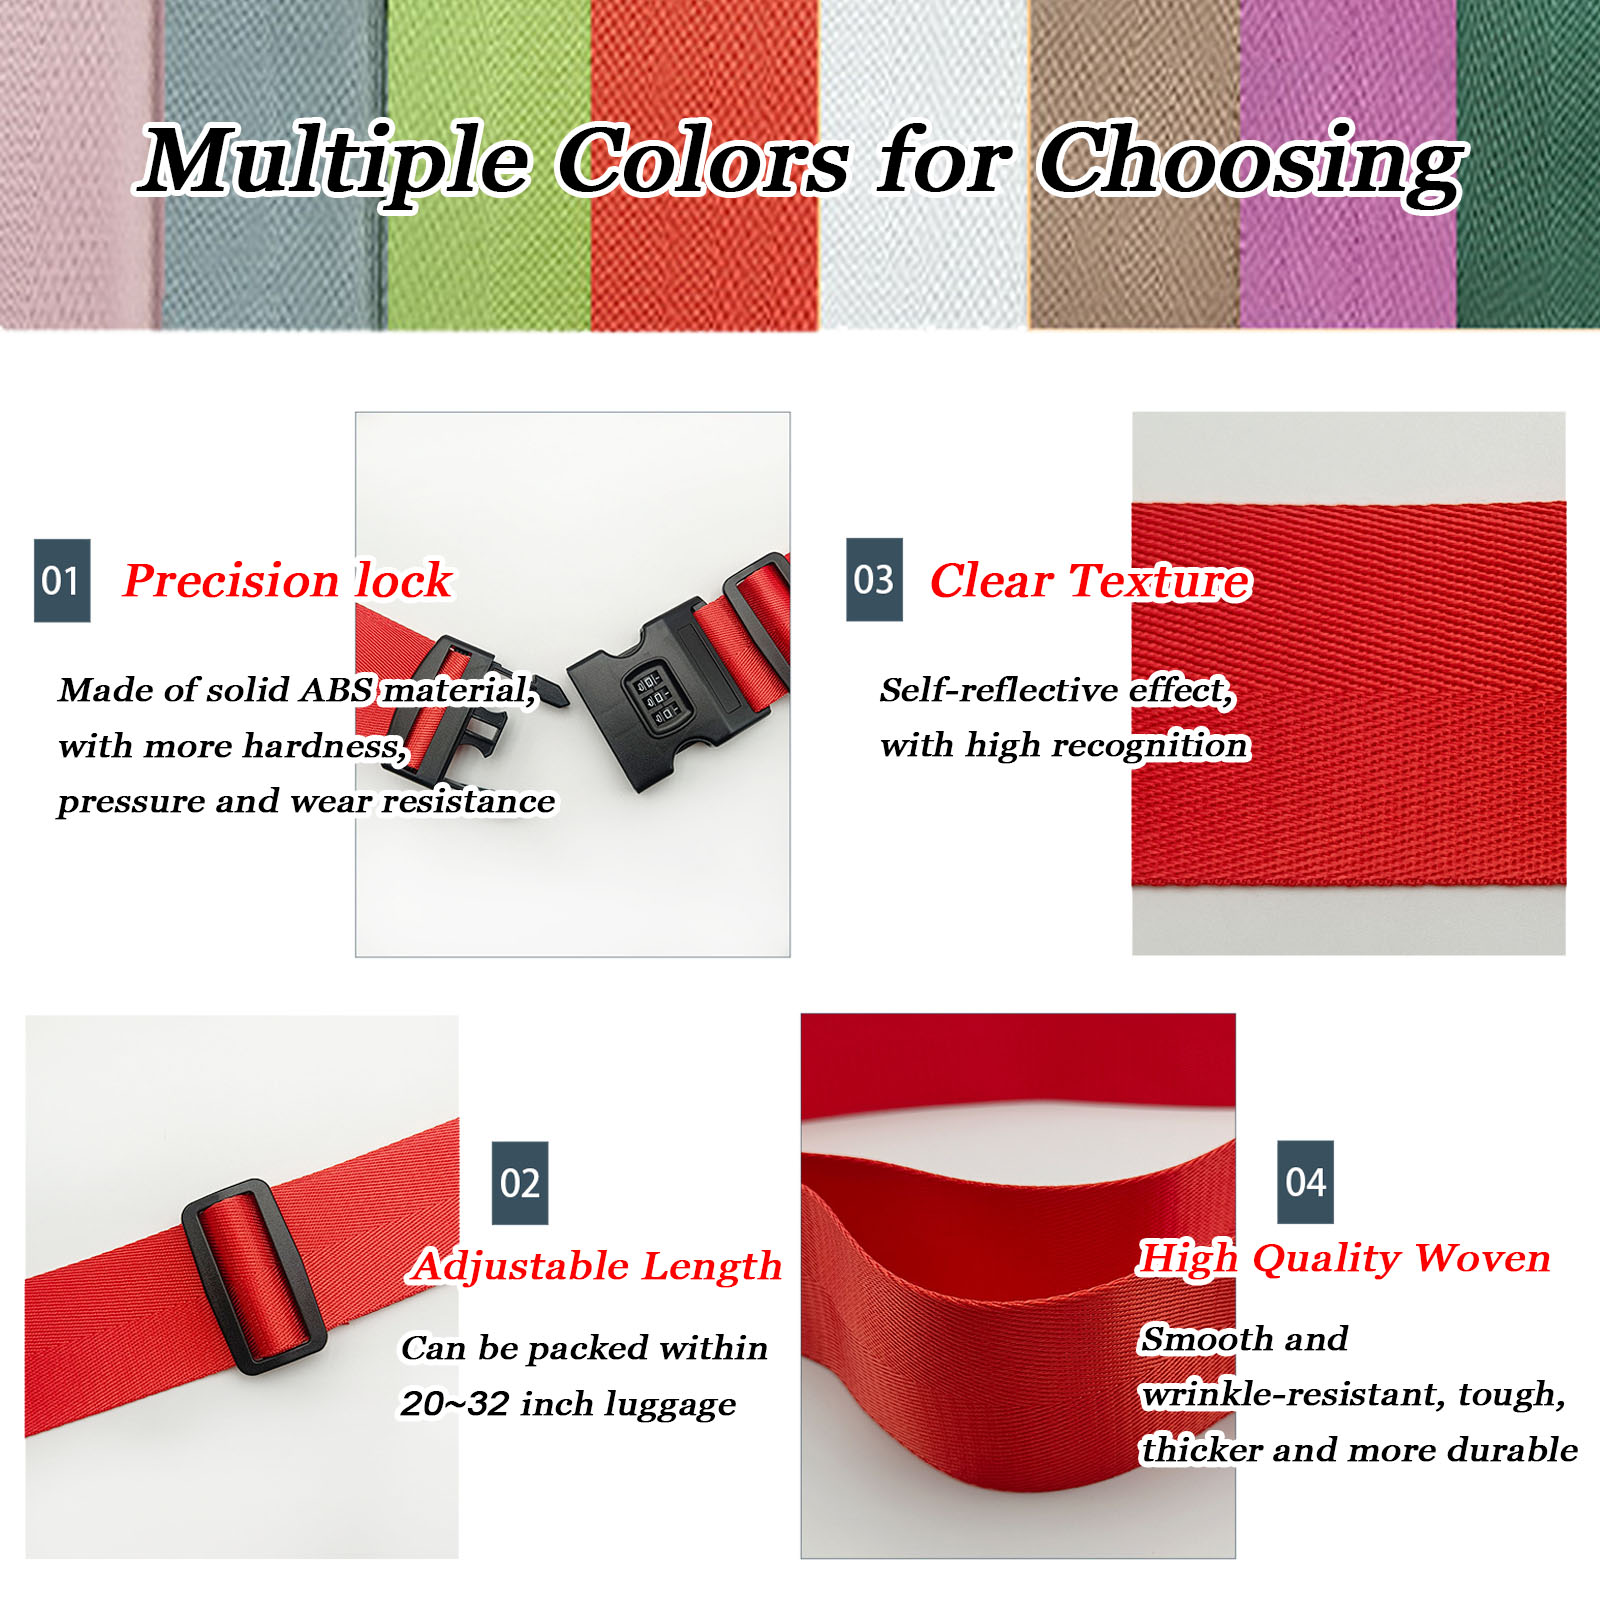 Multiple Colors for Choosing
01
Precision lock
Made of solid ABS material,
with more hardness,
pressure and wear resistance
02
Adjustable Length
Can be packed within
20~32 inch luggage
03
Clear Texture
Self-reflective effect,
with high recognition
04
High Quality Woven
Smooth and
wrinkle-resistant, tough,
thicker and more durable